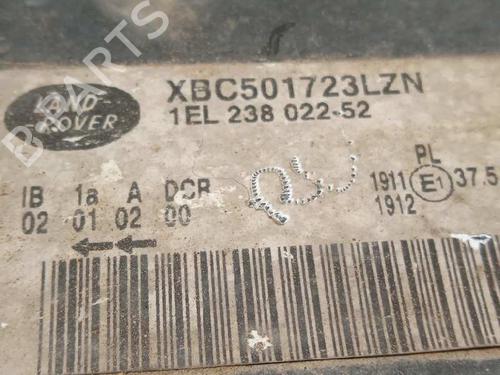 XBC501723LZN
LAND-
ROVER
1EL 238 022-52
PL
IB 1a A DCR
1911 E1 37.5
02 01 02 00
1912